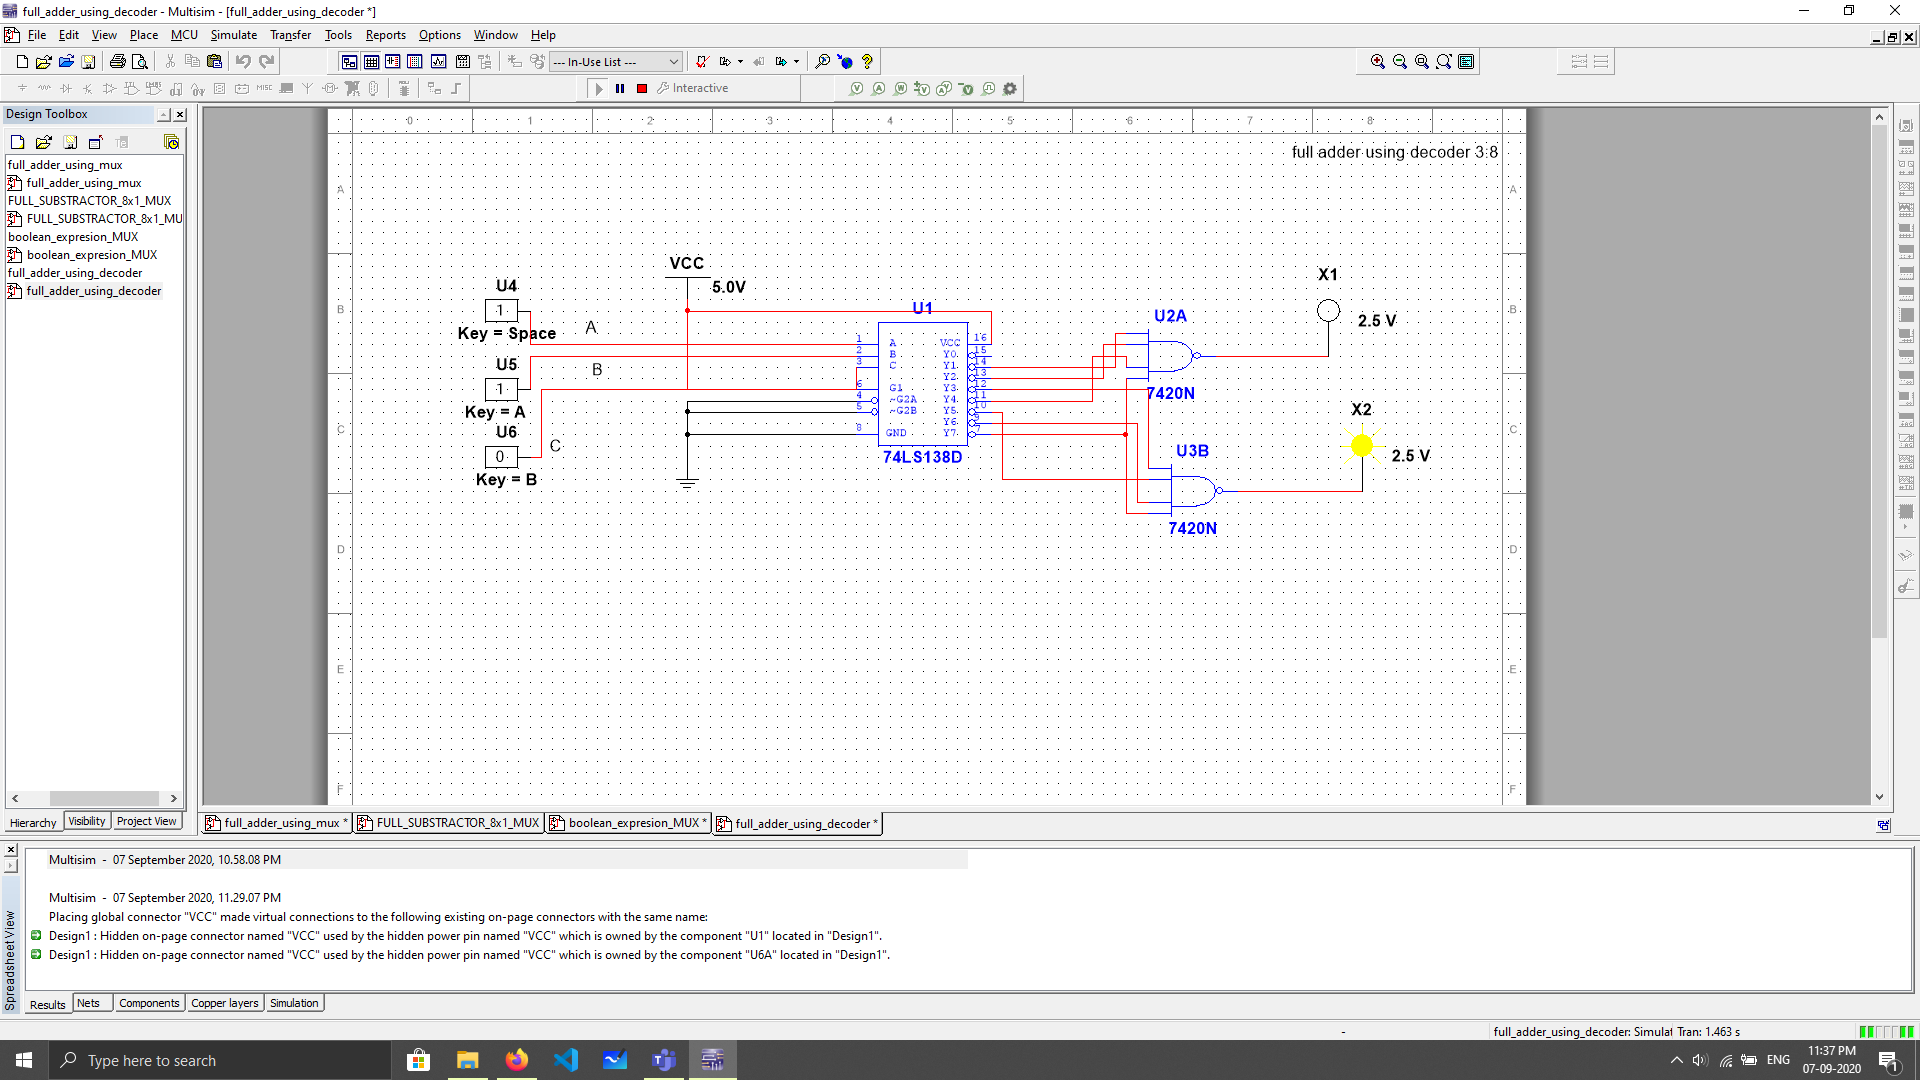 full_adder_using_decoder - Multisim - [full_adder_using_decoder *]
File Edit View Place MCU Simulate Transfer Tools Reports Options Window Help
--- In-Use List ---
Interactive
Design Toolbox
full_adder_using_mux
full_adder_using_mux
FULL_SUBSTRACTOR_8x1_MUX
FULL_SUBSTRACTOR_8x1_MU
boolean_expresion_MUX
boolean_expresion_MUX
full_adder_using_decoder
full_adder_using_decoder
Hierarchy Visibility Project View
0 1 2 3 4 5 6 7 8
full adder using decoder 3:8
A A
B B
C C
D D
E E
F F
VCC
5.0V
U4
1
Key = Space
A
U5
1
Key = A
B
U6
0
Key = B
C
U1
1 A VCC 16
2 B Y0 15
3 C Y1 14
Y2 13
6 G1 Y3 12
4 ~G2A Y4 11
5 ~G2B Y5 10
Y6 9
8 GND Y7 7
74LS138D
U2A
7420N
U3B
7420N
X1
2.5 V
X2
2.5 V
full_adder_using_mux * FULL_SUBSTRACTOR_8x1_MUX boolean_expresion_MUX * full_adder_using_decoder *
Spreadsheet View
Multisim - 07 September 2020, 10.58.08 PM
Multisim - 07 September 2020, 11.29.07 PM
Placing global connector "VCC" made virtual connections to the following existing on-page connectors with the same name:
Design1 : Hidden on-page connector named "VCC" used by the hidden power pin named "VCC" which is owned by the component "U1" located in "Design1".
Design1 : Hidden on-page connector named "VCC" used by the hidden power pin named "VCC" which is owned by the component "U6A" located in "Design1".
Results Nets Components Copper layers Simulation
- full_adder_using_decoder: Simulat Tran: 1.463 s
Type here to search
ENG
11:37 PM
07-09-2020
1